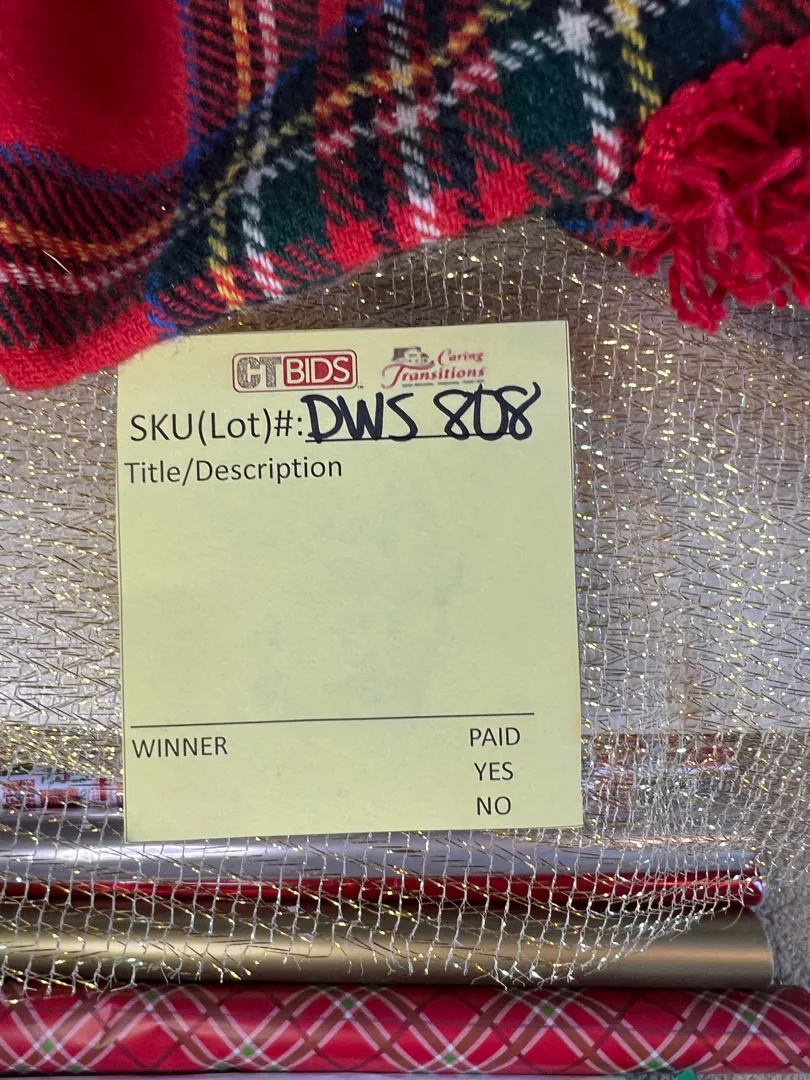 CTBIDS Caring Transitions
SKU(Lot)#: DWS 808
Title/Description
WINNER PAID
YES
NO